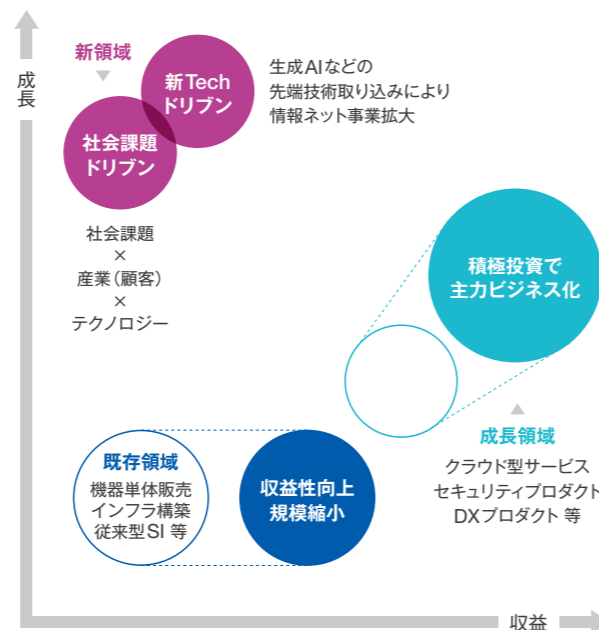 成長
新領域
新Tech
ドリブン
生成AIなどの
先端技術取り込みにより
情報ネット事業拡大
社会課題
ドリブン
社会課題
×
産業(顧客)
×
テクノロジー
積極投資で
主力ビジネス化
成長領域
クラウド型サービス
セキュリティプロダクト
DXプロダクト 等
既存領域
機器単体販売
インフラ構築
従来型SI 等
収益性向上
規模縮小
収益